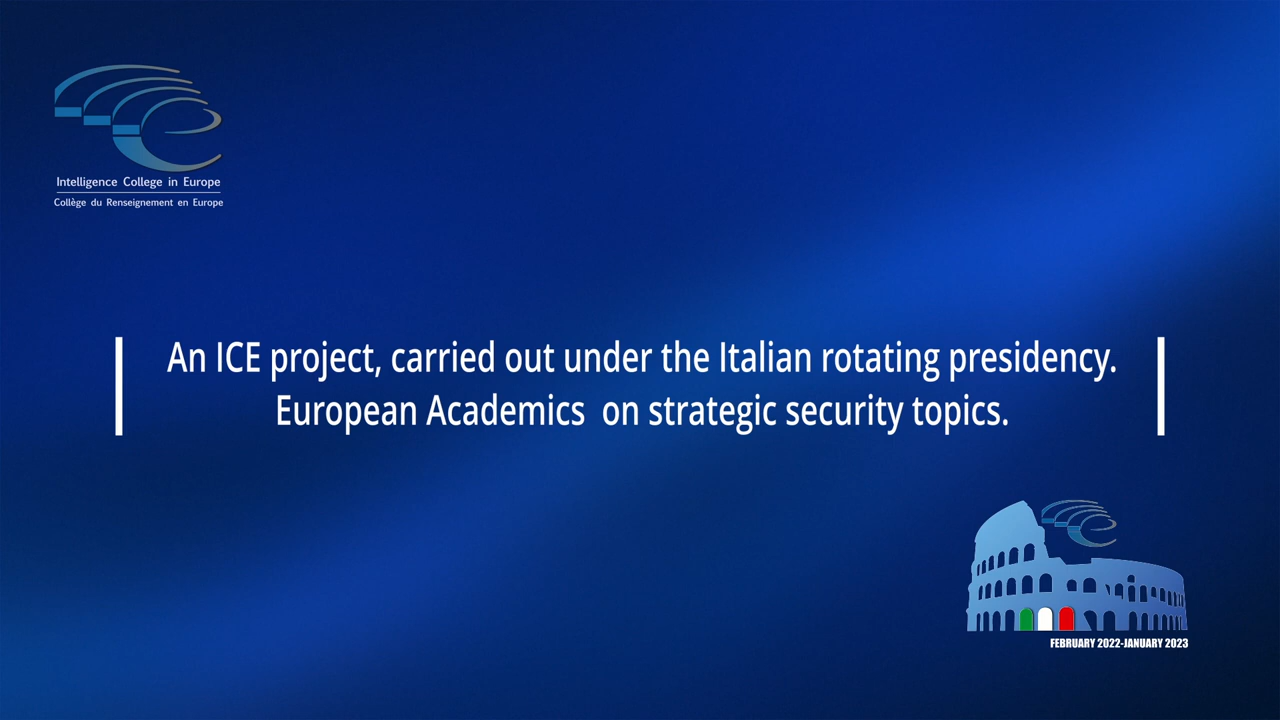 Intelligence College in Europe
Collège du Renseignement en Europe
An ICE project, carried out under the Italian rotating presidency.
European Academics  on strategic security topics.
FEBRUARY 2022-JANUARY 2023